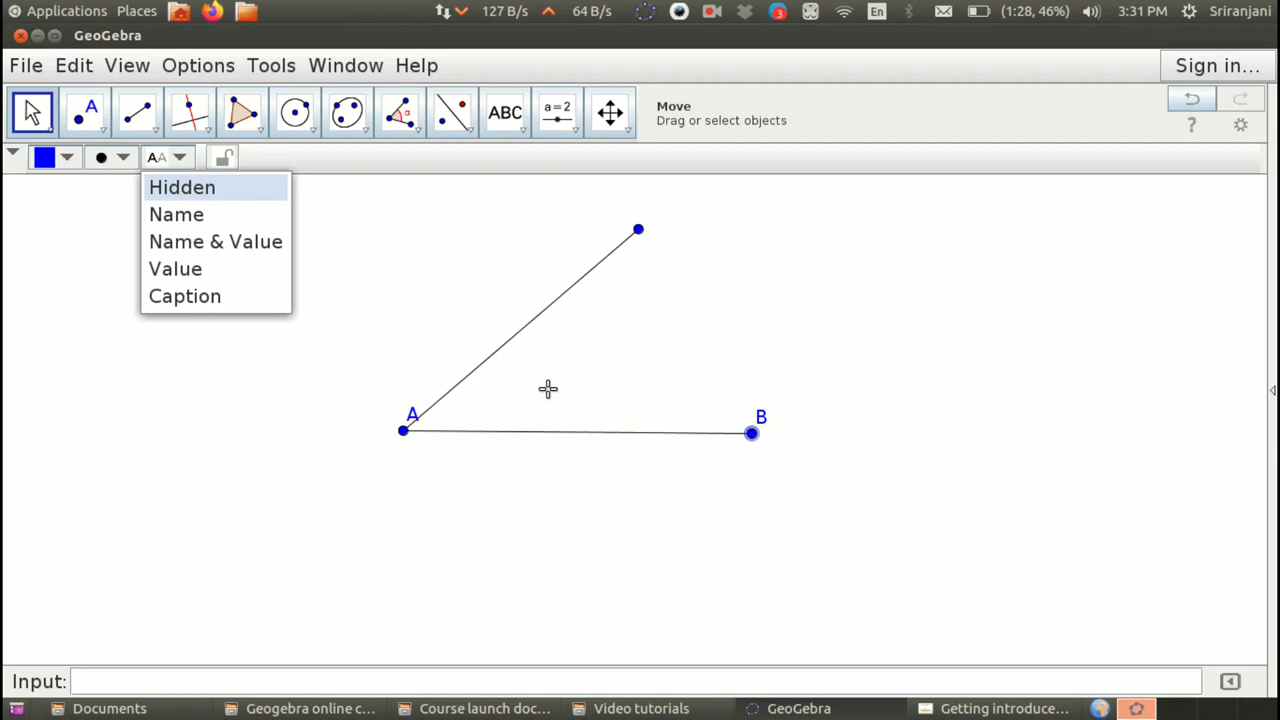 Applications Places 127 B/s 64 B/s 3 En (1:28, 46%) 3:31 PM Sriranjani
GeoGebra
File Edit View Options Tools Window Help Sign in...
A ABC a=2 α
Move
Drag or select objects
?
AA
Hidden
Name
Name & Value
Value
Caption
A
B
Input:
Documents Geogebra online c... Course launch doc... Video tutorials GeoGebra Getting introduce...